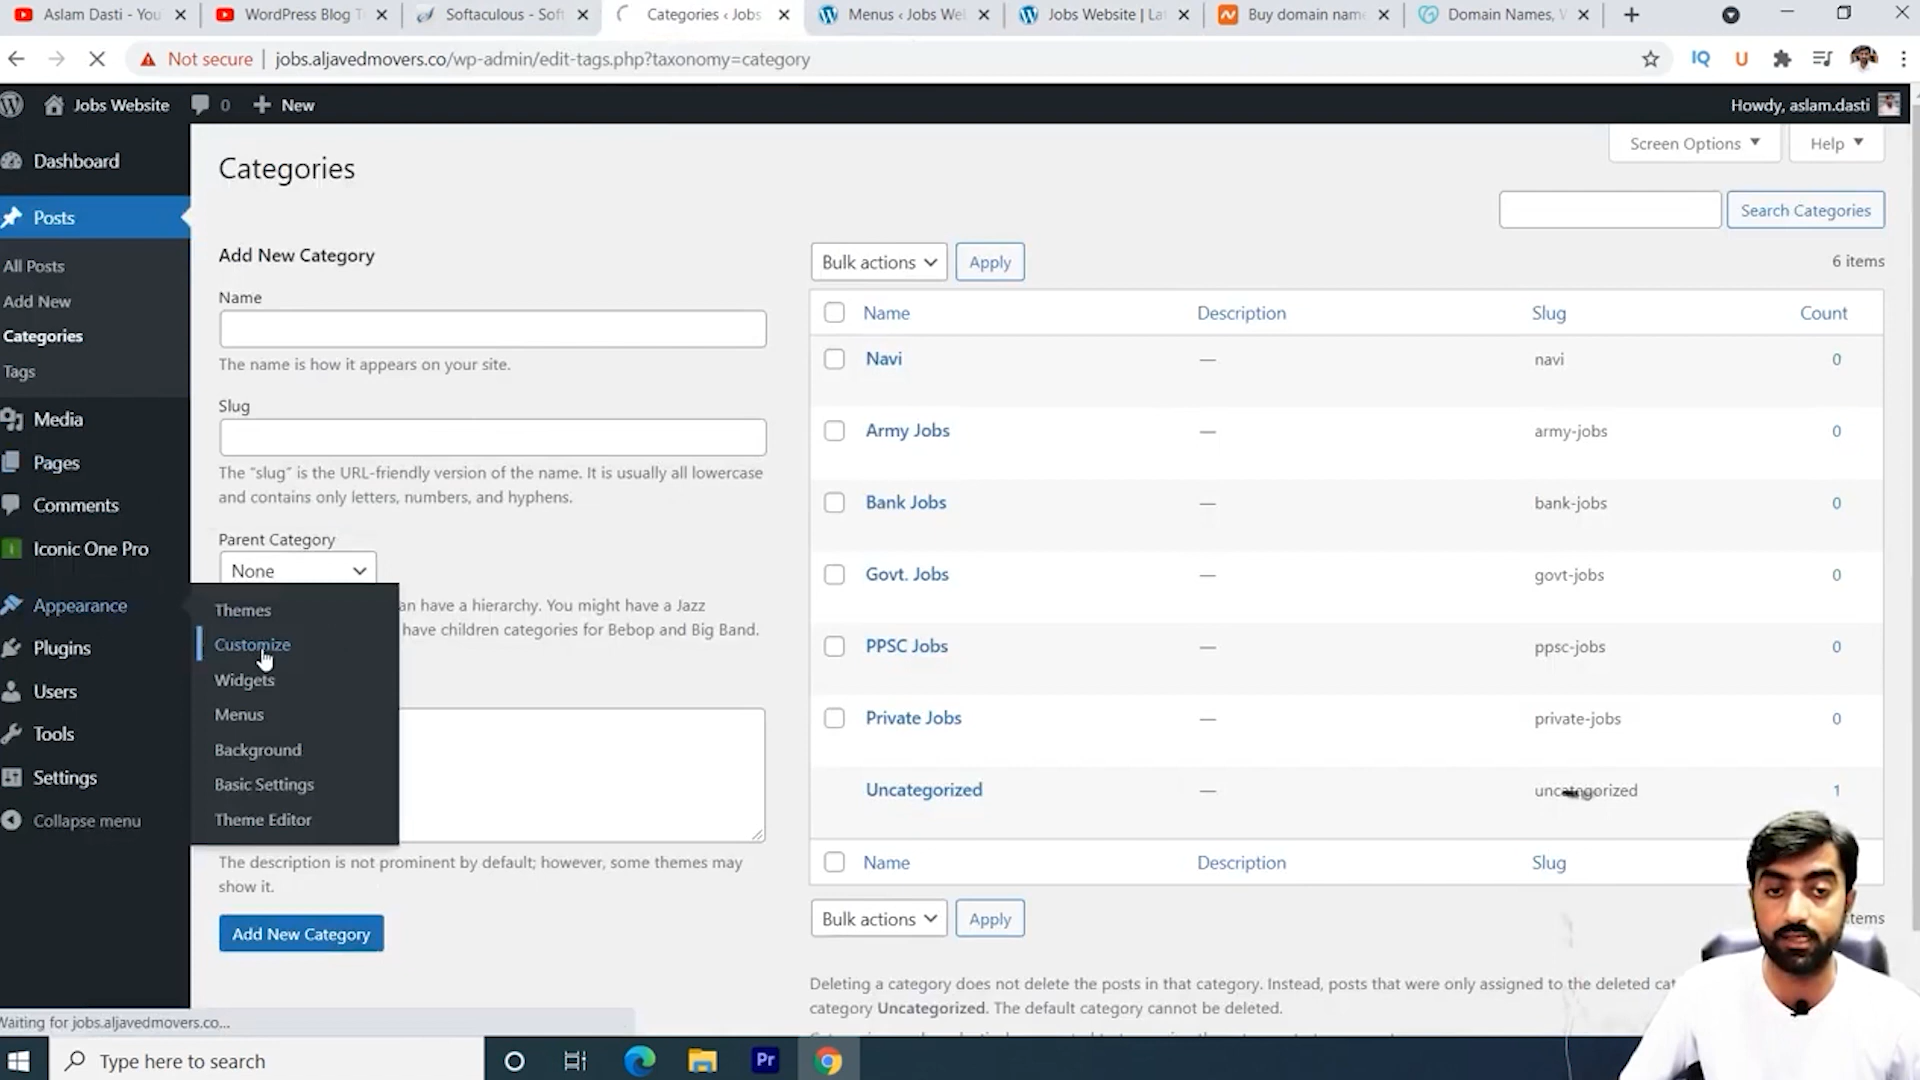 Aslam Dasti - You
WordPress Blog T
Softaculous - Soft
Categories ‹ Jobs
Menus ‹ Jobs Web
Jobs Website | Lat
Buy domain name
Domain Names, V
Not secure
jobs.aljavedmovers.co/wp-admin/edit-tags.php?taxonomy=category
IQ
U
Jobs Website
0
New
Howdy, aslam.dasti
Dashboard
Posts
All Posts
Add New
Categories
Tags
Media
Pages
Comments
Iconic One Pro
Appearance
Plugins
Users
Tools
Settings
Collapse menu
Themes
Customize
Widgets
Menus
Background
Basic Settings
Theme Editor
Categories
Screen Options
Help
Search Categories
Add New Category
Name
The name is how it appears on your site.
Slug
The "slug" is the URL-friendly version of the name. It is usually all lowercase
and contains only letters, numbers, and hyphens.
Parent Category
None
an have a hierarchy. You might have a Jazz
have children categories for Bebop and Big Band.
The description is not prominent by default; however, some themes may
show it.
Add New Category
Bulk actions
Apply
6 items
Name Description Slug Count
Navi — navi 0
Army Jobs — army-jobs 0
Bank Jobs — bank-jobs 0
Govt. Jobs — govt-jobs 0
PPSC Jobs — ppsc-jobs 0
Private Jobs — private-jobs 0
Uncategorized — uncategorized 1
Name Description Slug
Bulk actions
Apply
items
Deleting a category does not delete the posts in that category. Instead, posts that were only assigned to the deleted cat
category Uncategorized. The default category cannot be deleted.
Waiting for jobs.aljavedmovers.co...
Type here to search
Pr